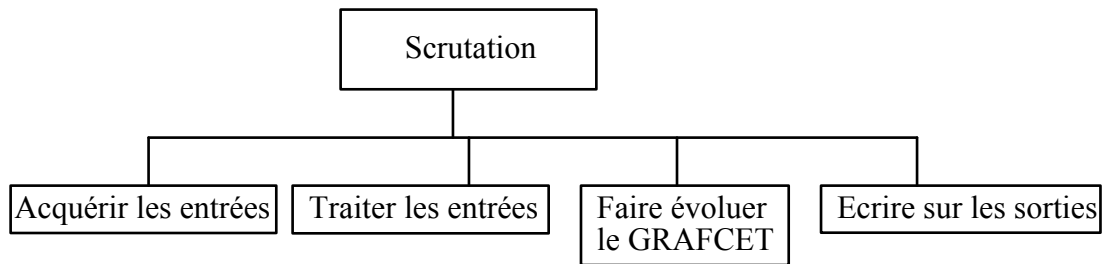 Scrutation
Acquérir les entrées
Traiter les entrées
Faire évoluer
le GRAFCET
Ecrire sur les sorties